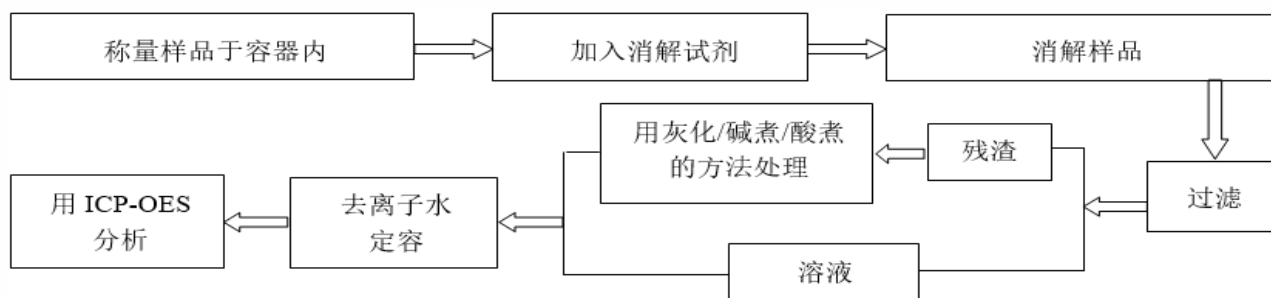 称量样品于容器内
加入消解试剂
消解样品
过滤
残渣
用灰化/碱煮/酸煮
的方法处理
溶液
去离子水
定容
用 ICP-OES
分析